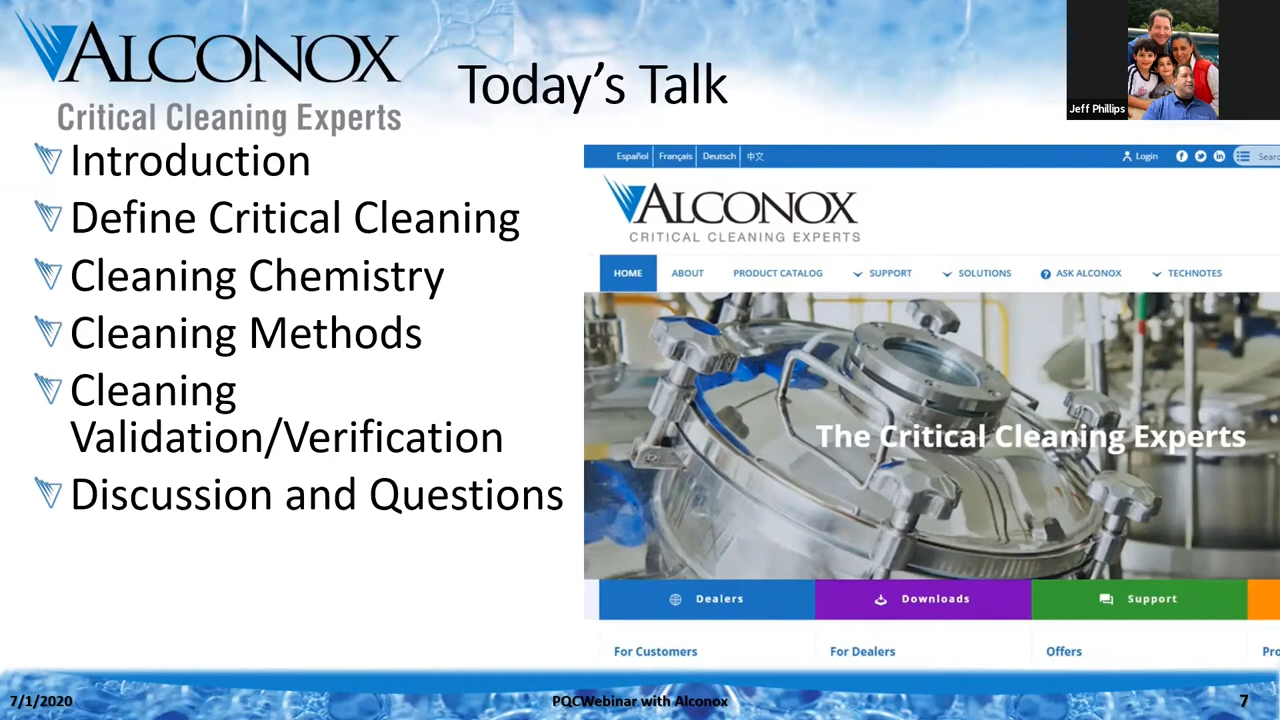 ALCONOX
Critical Cleaning Experts
Today's Talk
Jeff Phillips
Introduction
Define Critical Cleaning
Cleaning Chemistry
Cleaning Methods
Cleaning
Validation/Verification
Discussion and Questions
Español Français Deutsch 中文 Login
ALCONOX
CRITICAL CLEANING EXPERTS
HOME ABOUT PRODUCT CATALOG SUPPORT SOLUTIONS ASK ALCONOX TECHNOTES
The Critical Cleaning Experts
Dealers Downloads Support
For Customers For Dealers Offers
7/1/2020 PQCWebinar with Alconox 7